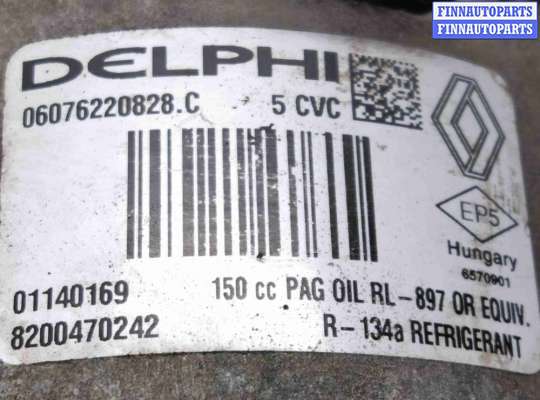 FINNAUTOPARTS
FINNAUTOPARTS
DELPHI
06076220828.C 5 CVC
EP5
Hungary
6570901
01140169 150 cc PAG OIL RL-897 OR EQUIV.
8200470242 R-134a REFRIGERANT